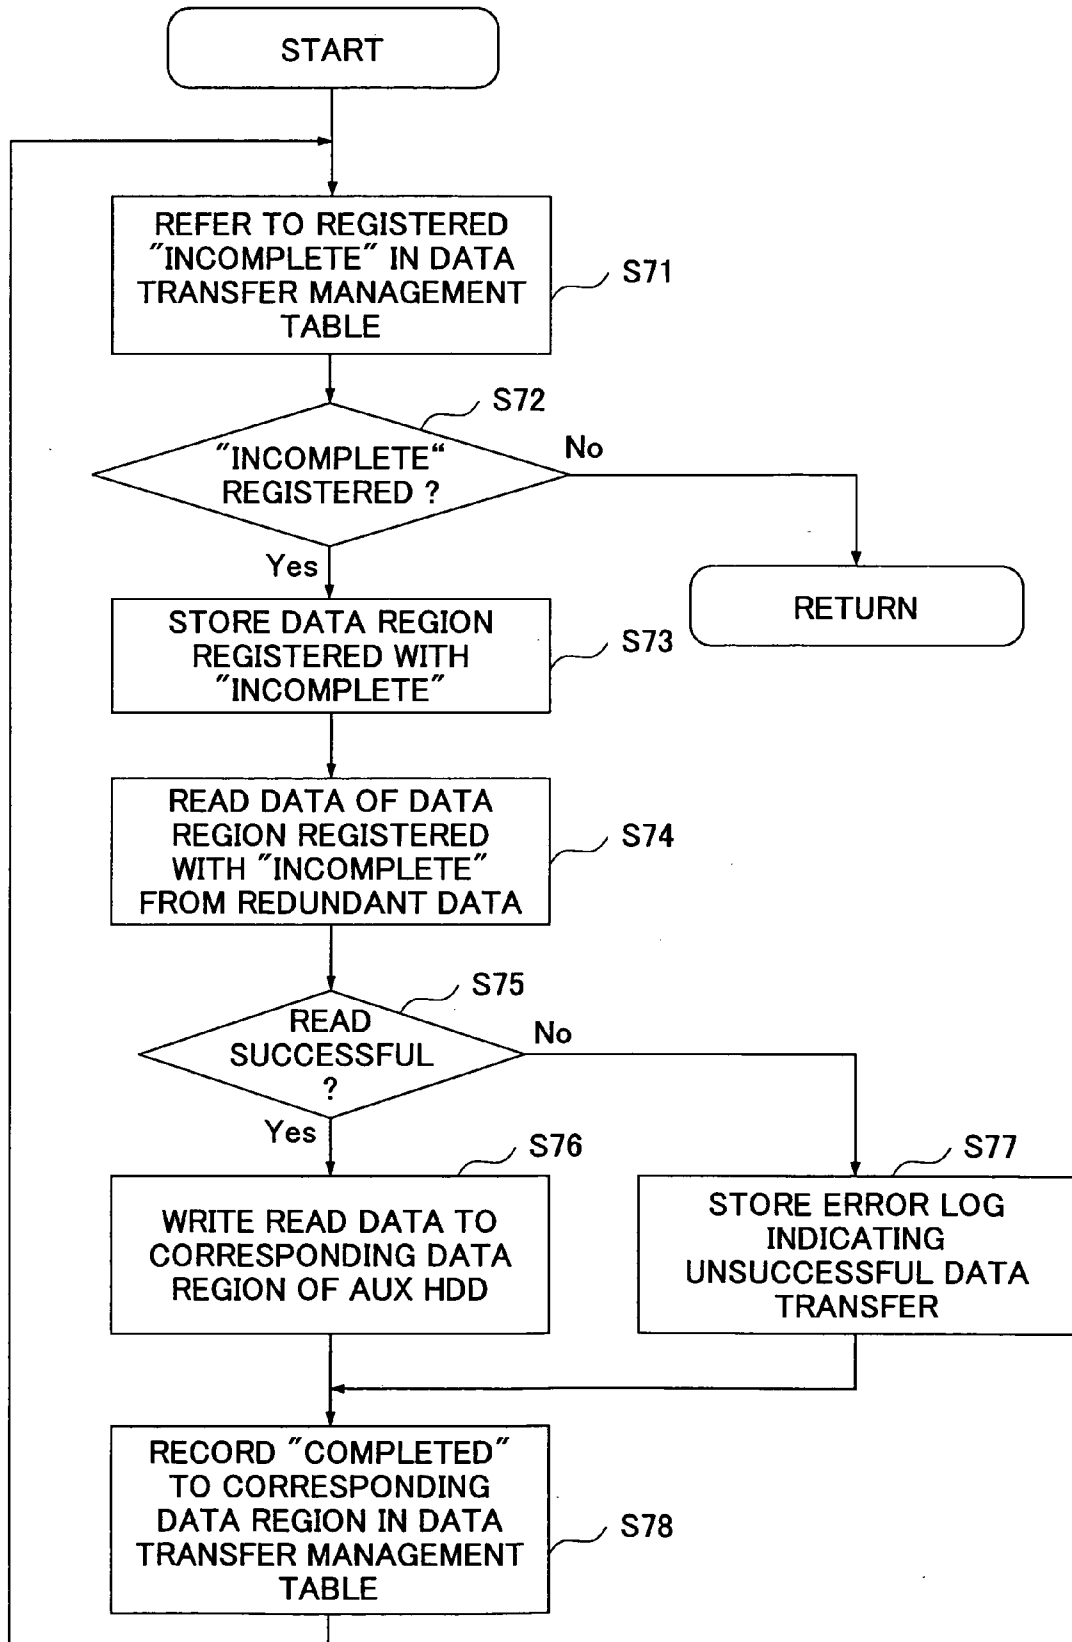 START
REFER TO REGISTERED
"INCOMPLETE" IN DATA
TRANSFER MANAGEMENT
TABLE
S71
S72
"INCOMPLETE"
REGISTERED ?
No
Yes
RETURN
STORE DATA REGION
REGISTERED WITH
"INCOMPLETE"
S73
READ DATA OF DATA
REGION REGISTERED
WITH "INCOMPLETE"
FROM REDUNDANT DATA
S74
S75
READ
SUCCESSFUL
?
No
Yes
S76
WRITE READ DATA TO
CORRESPONDING DATA
REGION OF AUX HDD
S77
STORE ERROR LOG
INDICATING
UNSUCCESSFUL DATA
TRANSFER
RECORD "COMPLETED"
TO CORRESPONDING
DATA REGION IN DATA
TRANSFER MANAGEMENT
TABLE
S78